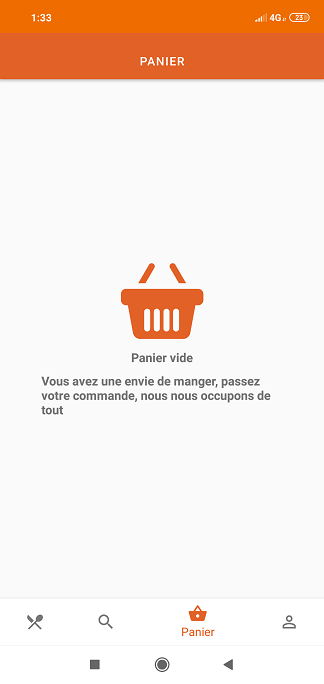 1:33
4G
23
PANIER
Panier vide
Vous avez une envie de manger, passez
votre commande, nous nous occupons de
tout
Panier